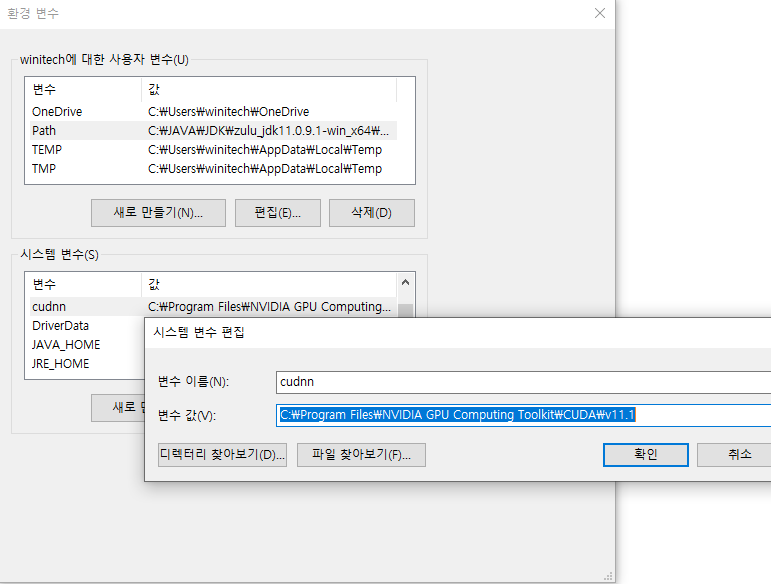 환경 변수
winitech에 대한 사용자 변수(U)
변수 값
OneDrive C:₩Users₩winitech₩OneDrive
Path C:₩JAVA₩JDK₩zulu_jdk11.0.9.1-win_x64₩...
TEMP C:₩Users₩winitech₩AppData₩Local₩Temp
TMP C:₩Users₩winitech₩AppData₩Local₩Temp
새로 만들기(N)... 편집(E)... 삭제(D)
시스템 변수(S)
변수 값
cudnn C:₩Program Files₩NVIDIA GPU Computing...
DriverData
JAVA_HOME
JRE_HOME
새로
시스템 변수 편집
변수 이름(N): cudnn
변수 값(V): C:₩Program Files₩NVIDIA GPU Computing Toolkit₩CUDA₩v11.1
디렉터리 찾아보기(D)... 파일 찾아보기(F)... 확인 취소